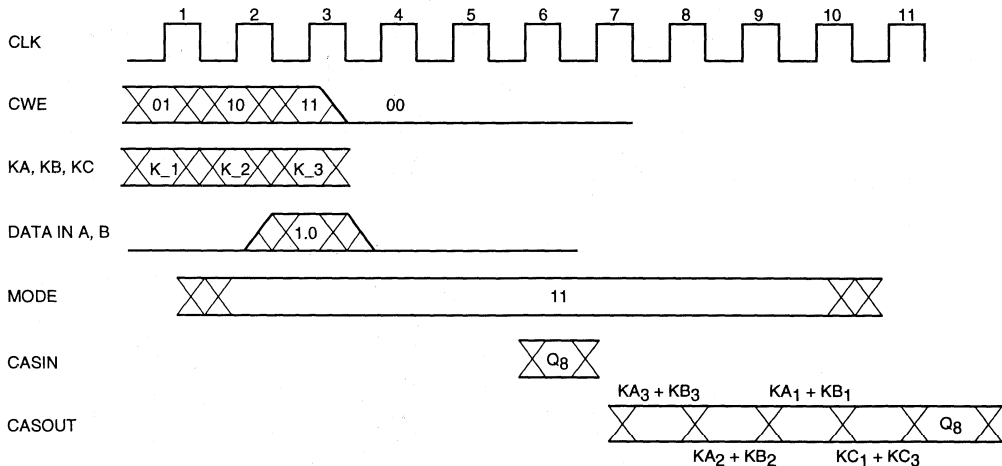 1 2 3 4 5 6 7 8 9 10 11
CLK
CWE 01 10 11 00
KA, KB, KC K_1 K_2 K_3
DATA IN A, B 1.0
MODE 11
CASIN Q8
KA3 + KB3 KA1 + KB1
CASOUT Q8
KA2 + KB2 KC1 + KC3